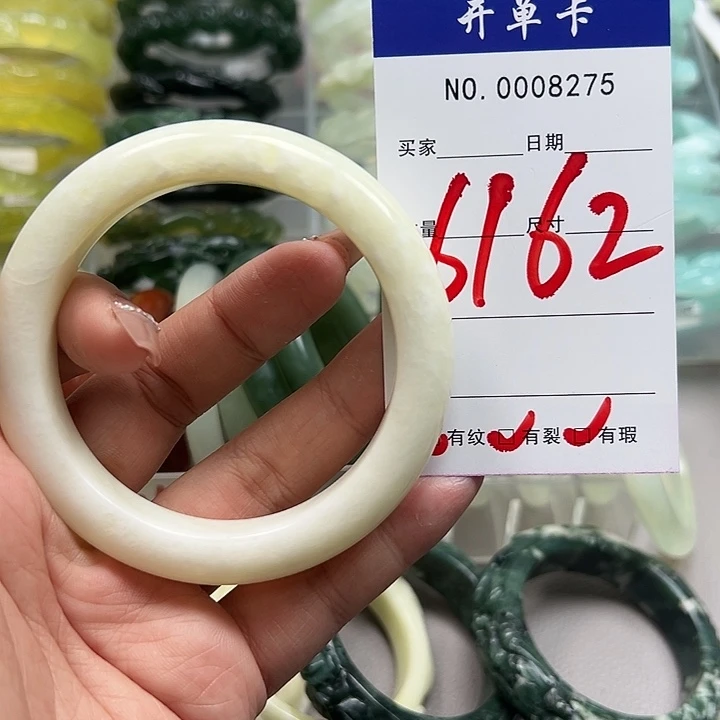 开单卡
NO. 0008275
买家 日期
量 尺寸
6162
有纹 有裂 有瑕